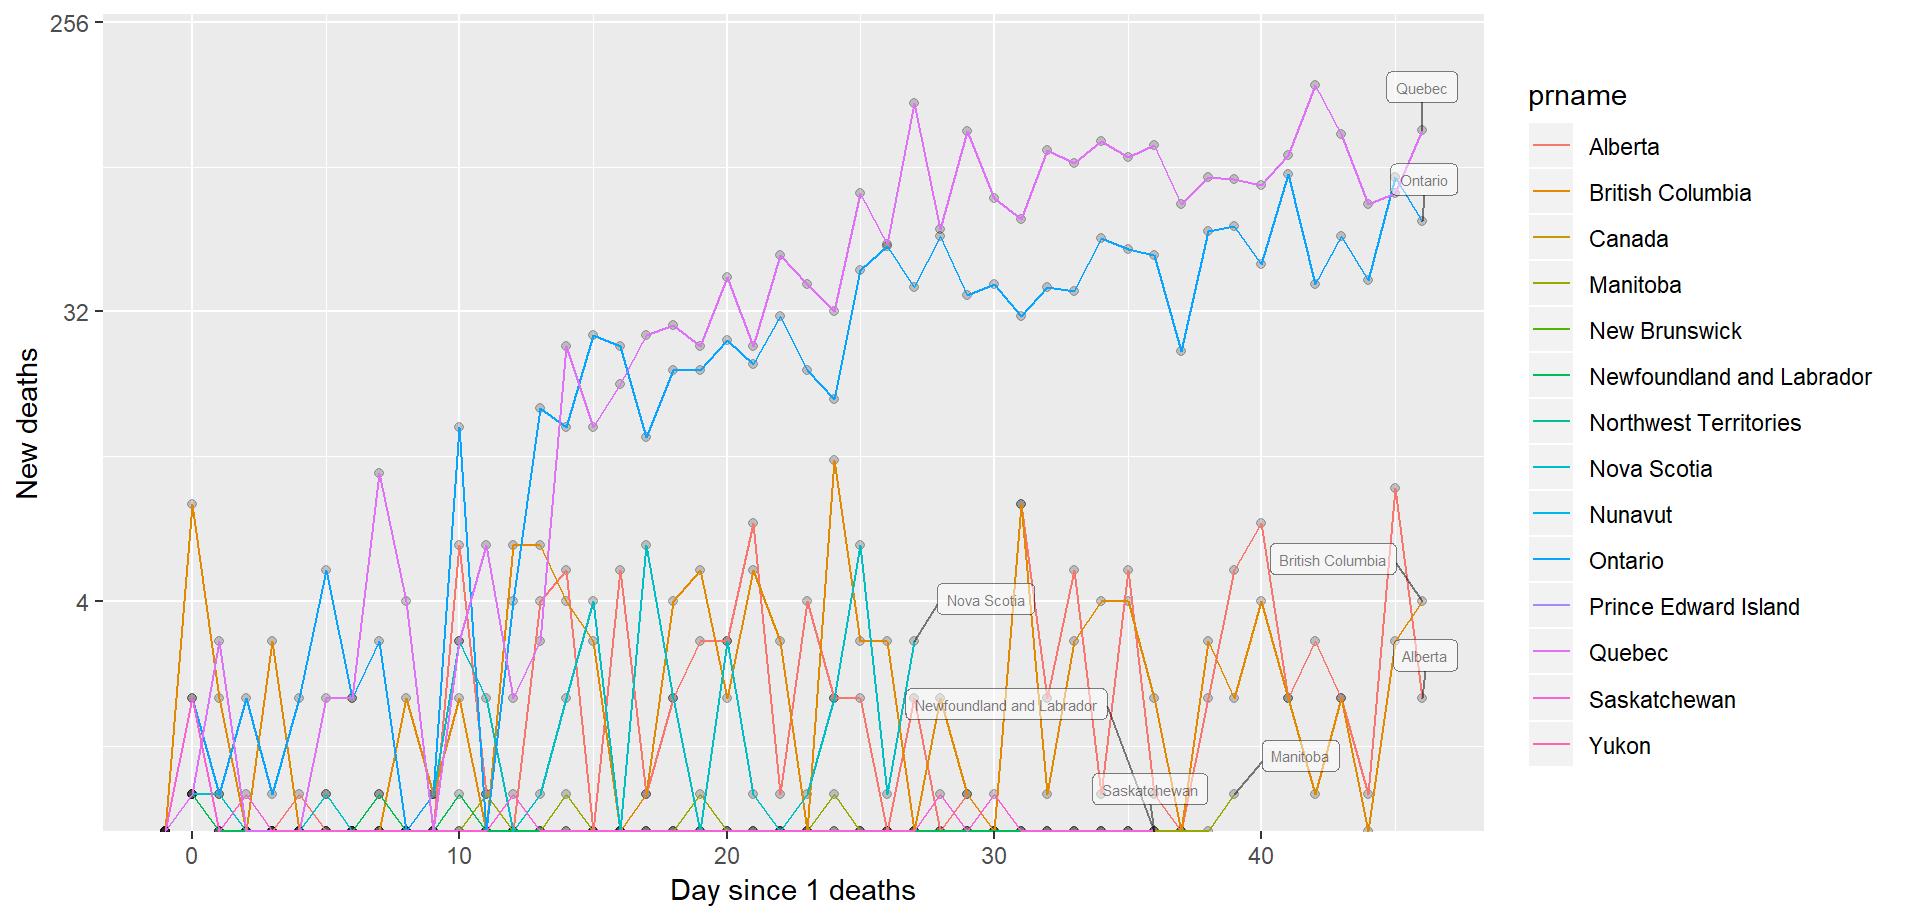 256
32
4
New deaths
0
10
20
30
40
Day since 1 deaths
Quebec
Ontario
British Columbia
Nova Scotia
Alberta
Newfoundland and Labrador
Manitoba
Saskatchewan
prname
Alberta
British Columbia
Canada
Manitoba
New Brunswick
Newfoundland and Labrador
Northwest Territories
Nova Scotia
Nunavut
Ontario
Prince Edward Island
Quebec
Saskatchewan
Yukon